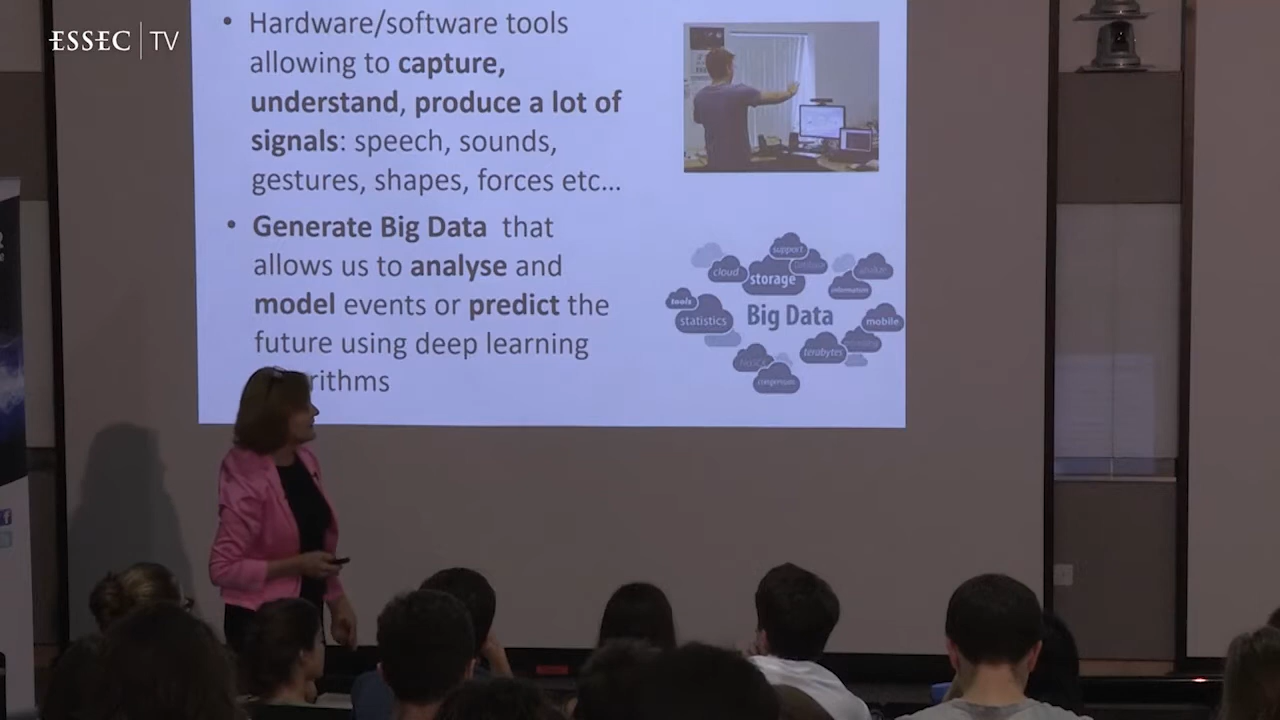 ESSEC | TV
• Hardware/software tools
allowing to capture,
understand, produce a lot of
signals: speech, sounds,
gestures, shapes, forces etc...
• Generate Big Data that
allows us to analyse and
model events or predict the
future using deep learning
rithms
support
cloud
storage
information
tools
statistics
Big Data
mobile
terabytes
f